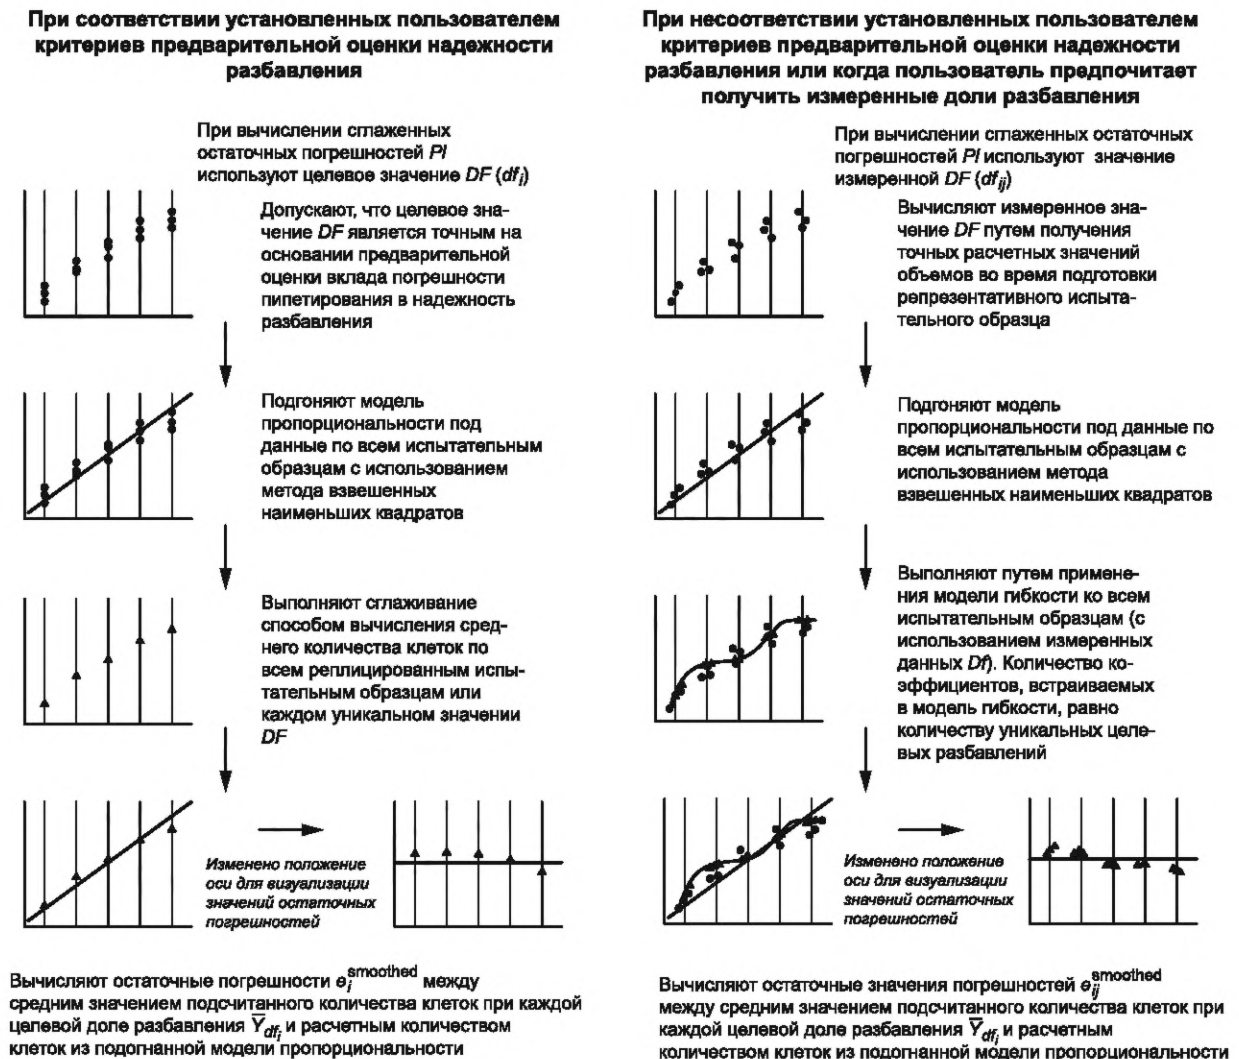 При соответствии установленных пользователем
критериев предварительной оценки надежности
разбавления
При вычислении сглаженных
остаточных погрешностей PI
используют целевое значение DF (df_i)
Допускают, что целевое зна-
чение DF является точным на
основании предварительной
оценки вклада погрешности
пипетирования в надежность
разбавления
Подгоняют модель
пропорциональности под
данные по всем испытательным
образцам с использованием
метода взвешенных
наименьших квадратов
Выполняют сглаживание
способом вычисления сред-
него количества клеток по
всем реплицированным испы-
тательным образцам или
каждом уникальном значении
DF
Изменено положение
оси для визуализации
значений остаточных
погрешностей
Вычисляют остаточные погрешности e_i^smoothed между
средним значением подсчитанного количества клеток при каждой
целевой доле разбавления Y̅_df_i и расчетным количеством
клеток из подогнанной модели пропорциональности
При несоответствии установленных пользователем
критериев предварительной оценки надежности
разбавления или когда пользователь предпочитает
получить измеренные доли разбавления
При вычислении сглаженных остаточных
погрешностей PI используют значение
измеренной DF (df_ij)
Вычисляют измеренное зна-
чение DF путем получения
точных расчетных значений
объемов во время подготовки
репрезентативного испыта-
тельного образца
Подгоняют модель
пропорциональности под данные по
всем испытательным образцам с
использованием метода
взвешенных наименьших квадратов
Выполняют путем примене-
ния модели гибкости ко всем
испытательным образцам (с
использованием измеренных
данных Df). Количество ко-
эффициентов, встраиваемых
в модель гибкости, равно
количеству уникальных целе-
вых разбавлений
Изменено положение
оси для визуализации
значений остаточных
погрешностей
Вычисляют остаточные значения погрешностей e_ij^smoothed
между средним значением подсчитанного количества клеток при
каждой целевой доле разбавления Y̅_df_i и расчетным
количеством клеток из подогнанной модели пропорциональности